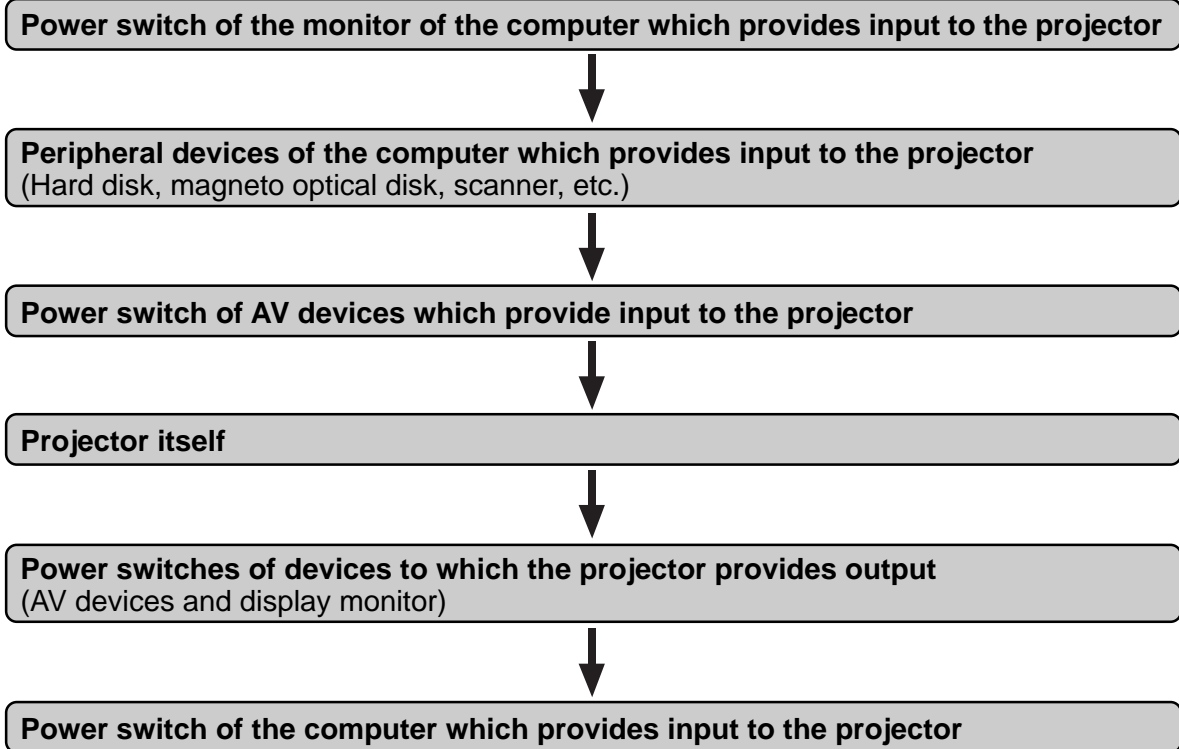 Power switch of the monitor of the computer which provides input to the projector
Peripheral devices of the computer which provides input to the projector
(Hard disk, magneto optical disk, scanner, etc.)
Power switch of AV devices which provide input to the projector
Projector itself
Power switches of devices to which the projector provides output
(AV devices and display monitor)
Power switch of the computer which provides input to the projector